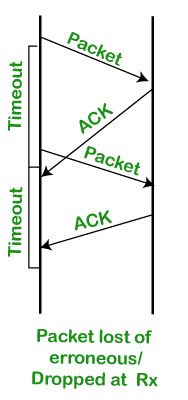 Packet
Timeout
ACK
Packet
Timeout
ACK
Packet lost of
erroneous/
Dropped at Rx